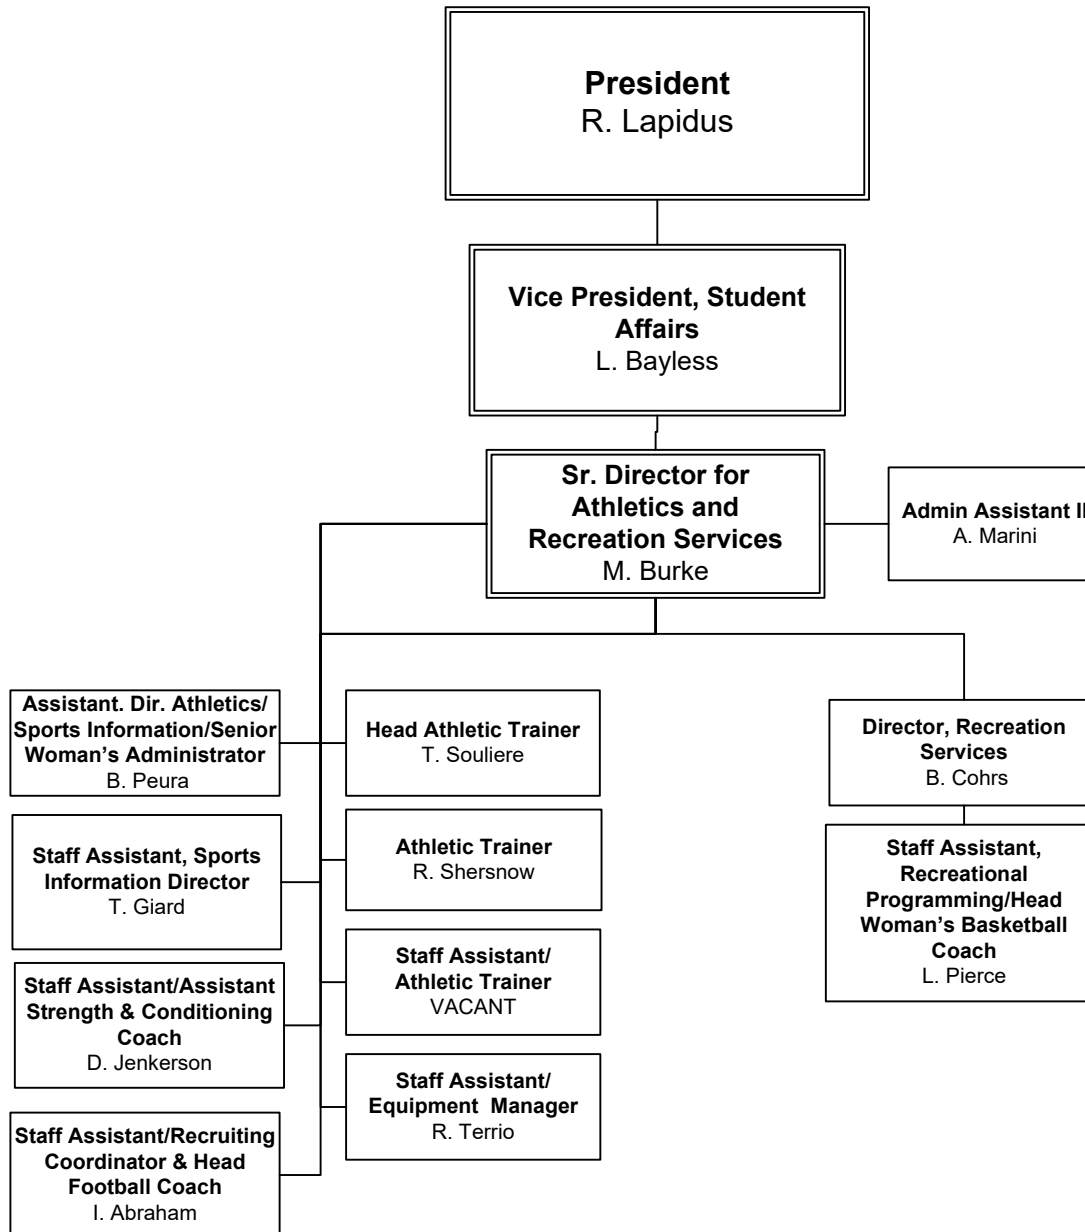 President
R. Lapidus
Vice President, Student
Affairs
L. Bayless
Sr. Director for
Athletics and
Recreation Services
M. Burke
Admin Assistant II
A. Marini
Assistant. Dir. Athletics/
Sports Information/Senior
Woman’s Administrator
B. Peura
Head Athletic Trainer
T. Souliere
Director, Recreation
Services
B. Cohrs
Staff Assistant, Sports
Information Director
T. Giard
Athletic Trainer
R. Shersnow
Staff Assistant,
Recreational
Programming/Head
Woman’s Basketball
Coach
L. Pierce
Staff Assistant/Assistant
Strength & Conditioning
Coach
D. Jenkerson
Staff Assistant/
Athletic Trainer
VACANT
Staff Assistant/Recruiting
Coordinator & Head
Football Coach
I. Abraham
Staff Assistant/
Equipment  Manager
R. Terrio